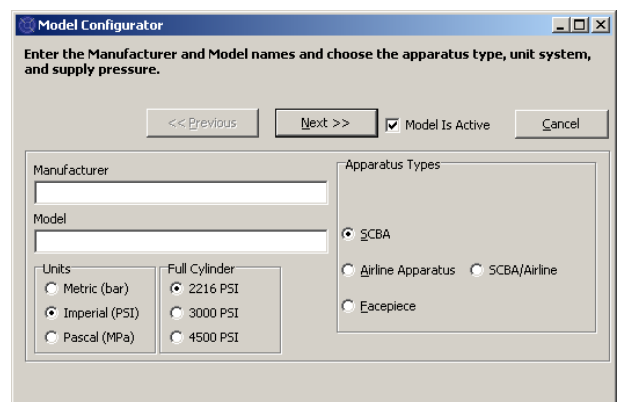 Model Configurator
Enter the Manufacturer and Model names and choose the apparatus type, unit system,
and supply pressure.
<< Previous
Next >>
Model Is Active
Cancel
Manufacturer
Model
Units
Metric (bar)
Imperial (PSI)
Pascal (MPa)
Full Cylinder
2216 PSI
3000 PSI
4500 PSI
Apparatus Types
SCBA
Airline Apparatus
SCBA/Airline
Facepiece